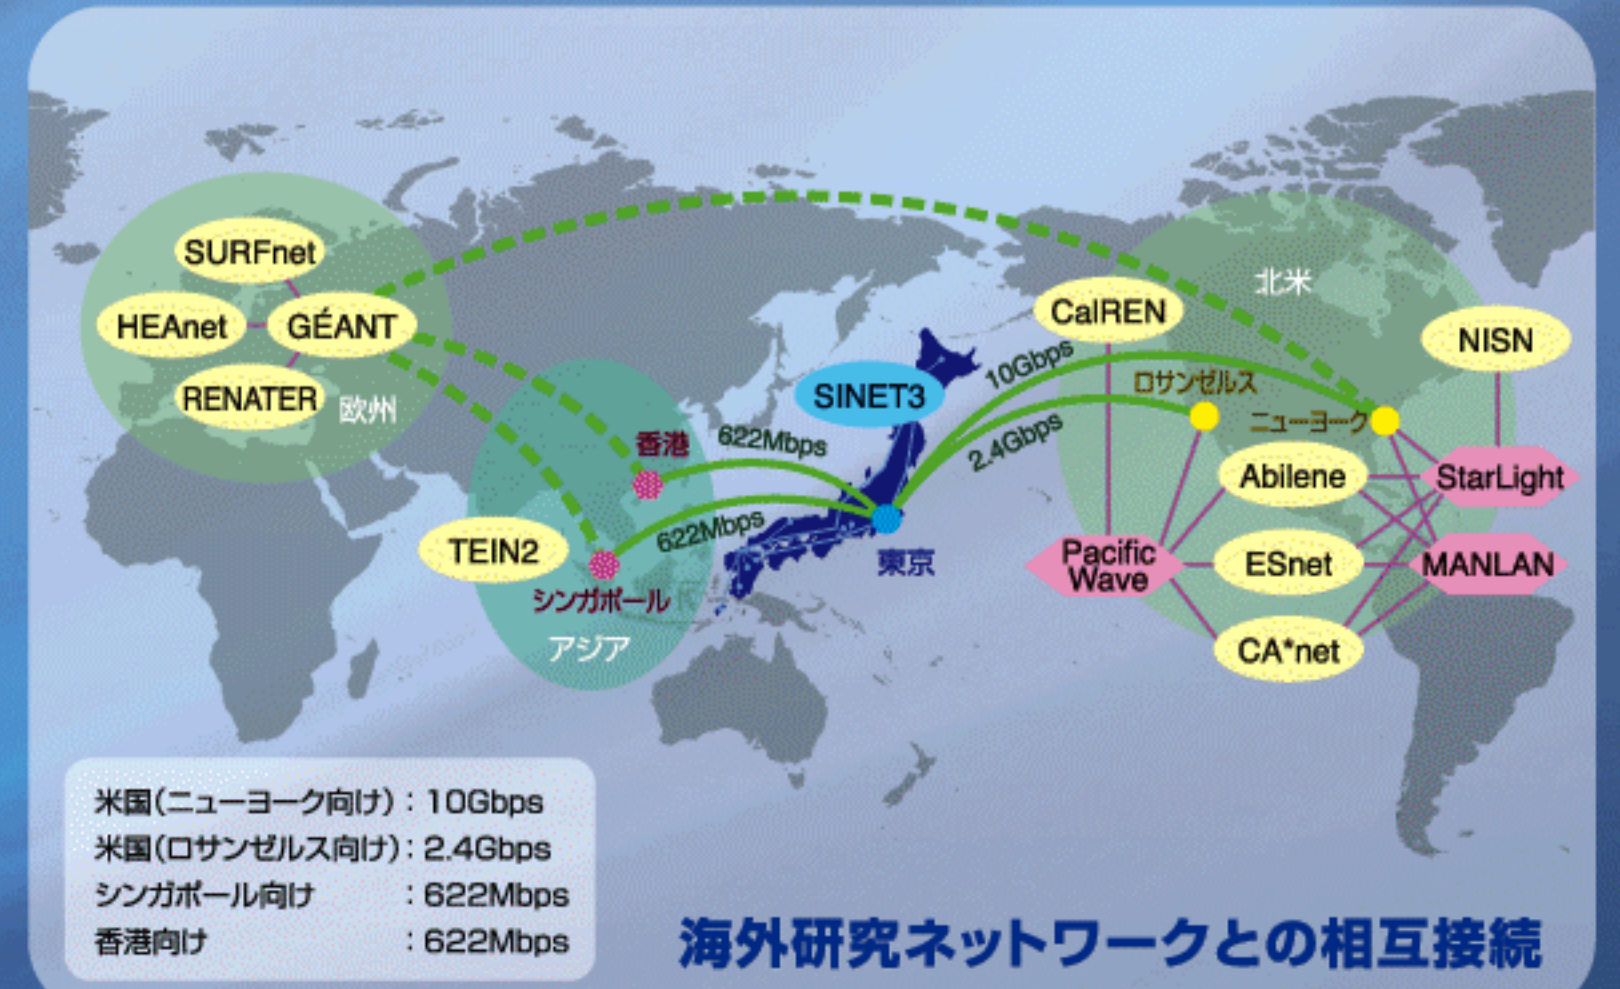 SURFnet
HEAnet
GÉANT
RENATER
欧州
北米
CalREN
NISN
SINET3
10Gbps
ロサンゼルス
ニューヨーク
2.4Gbps
香港
622Mbps
622Mbps
Abilene
StarLight
TEIN2
シンガポール
アジア
東京
Pacific
Wave
ESnet
MANLAN
CA*net
米国(ニューヨーク向け):10Gbps
米国(ロサンゼルス向け):2.4Gbps
シンガポール向け :622Mbps
香港向け :622Mbps
海外研究ネットワークとの相互接続